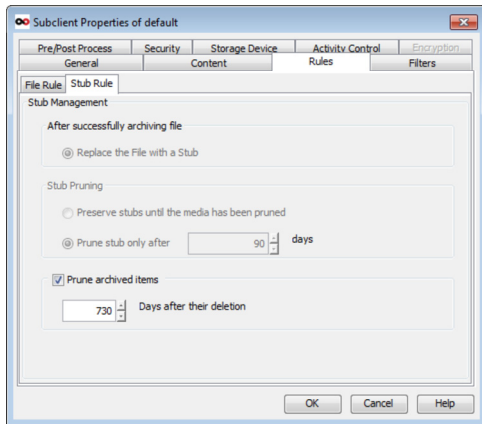 Subclient Properties of default
Pre/Post Process Security Storage Device Activity Control Encryption
General Content Rules Filters
File Rule Stub Rule
Stub Management
After successfully archiving file
Replace the File with a Stub
Stub Pruning
Preserve stubs until the media has been pruned
Prune stub only after 90 days
Prune archived items
730 Days after their deletion
OK Cancel Help